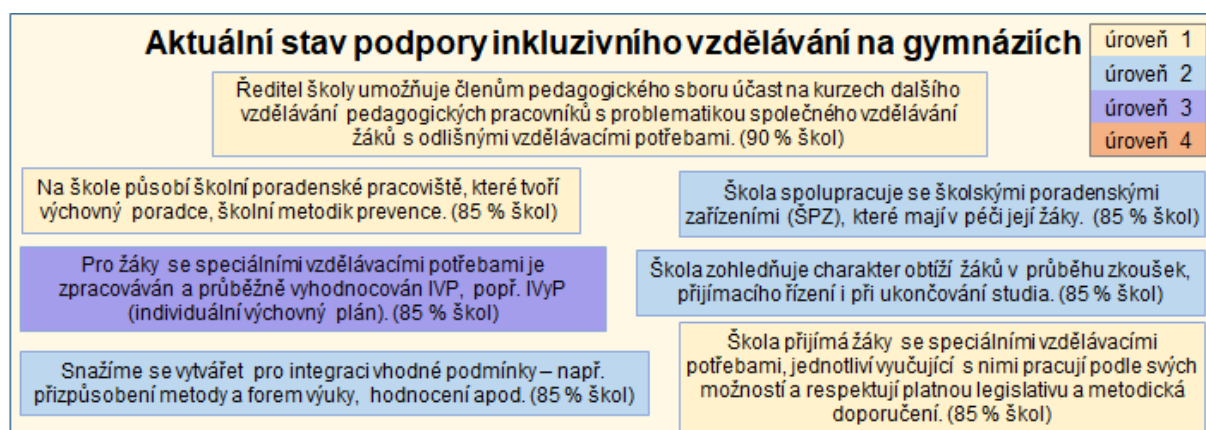 Aktuální stav podpory inkluzivního vzdělávání na gymnáziích
úroveň 1
úroveň 2
úroveň 3
úroveň 4
Ředitel školy umožňuje členům pedagogického sboru účast na kurzech dalšího
vzdělávání pedagogických pracovníků s problematikou společného vzdělávání
žáků s odlišnými vzdělávacími potřebami. (90 % škol)
Na škole působí školní poradenské pracoviště, které tvoří
výchovný poradce, školní metodik prevence. (85 % škol)
Škola spolupracuje se školskými poradenskými
zařízeními (ŠPZ), které mají v péči její žáky. (85 % škol)
Pro žáky se speciálními vzdělávacími potřebami je
zpracováván a průběžně vyhodnocován IVP, popř. IVyP
(individuální výchovný plán). (85 % škol)
Škola zohledňuje charakter obtíží žáků v průběhu zkoušek,
přijímacího řízení i při ukončování studia. (85 % škol)
Snažíme se vytvářet pro integraci vhodné podmínky – např.
přizpůsobení metody a forem výuky, hodnocení apod. (85 % škol)
Škola přijímá žáky se speciálními vzdělávacími
potřebami, jednotliví vyučující s nimi pracují podle svých
možností a respektují platnou legislativu a metodická
doporučení. (85 % škol)